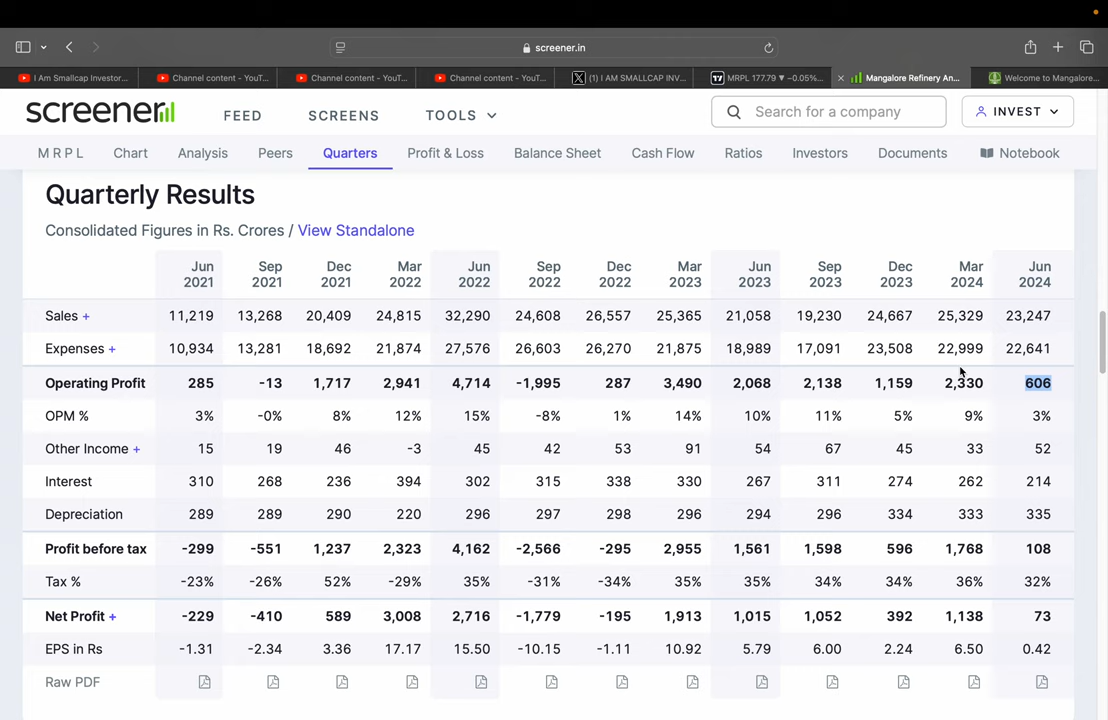 screener.in
I Am Smallcap Investor... Channel content - YouT... Channel content - YouT... Channel content - YouT... (1) I AM SMALLCAP INV... MRPL 177.79 ▼ −0.05%... Mangalore Refinery An... Welcome to Mangalore...
screener FEED SCREENS TOOLS Search for a company INVEST
M R P L Chart Analysis Peers Quarters Profit & Loss Balance Sheet Cash Flow Ratios Investors Documents Notebook
Quarterly Results
Consolidated Figures in Rs. Crores / View Standalone
Jun 2021 Sep 2021 Dec 2021 Mar 2022 Jun 2022 Sep 2022 Dec 2022 Mar 2023 Jun 2023 Sep 2023 Dec 2023 Mar 2024 Jun 2024
Sales + 11,219 13,268 20,409 24,815 32,290 24,608 26,557 25,365 21,058 19,230 24,667 25,329 23,247
Expenses + 10,934 13,281 18,692 21,874 27,576 26,603 26,270 21,875 18,989 17,091 23,508 22,999 22,641
Operating Profit 285 -13 1,717 2,941 4,714 -1,995 287 3,490 2,068 2,138 1,159 2,330 606
OPM % 3% -0% 8% 12% 15% -8% 1% 14% 10% 11% 5% 9% 3%
Other Income + 15 19 46 -3 45 42 53 91 54 67 45 33 52
Interest 310 268 236 394 302 315 338 330 267 311 274 262 214
Depreciation 289 289 290 220 296 297 298 296 294 296 334 333 335
Profit before tax -299 -551 1,237 2,323 4,162 -2,566 -295 2,955 1,561 1,598 596 1,768 108
Tax % -23% -26% 52% -29% 35% -31% -34% 35% 35% 34% 34% 36% 32%
Net Profit + -229 -410 589 3,008 2,716 -1,779 -195 1,913 1,015 1,052 392 1,138 73
EPS in Rs -1.31 -2.34 3.36 17.17 15.50 -10.15 -1.11 10.92 5.79 6.00 2.24 6.50 0.42
Raw PDF